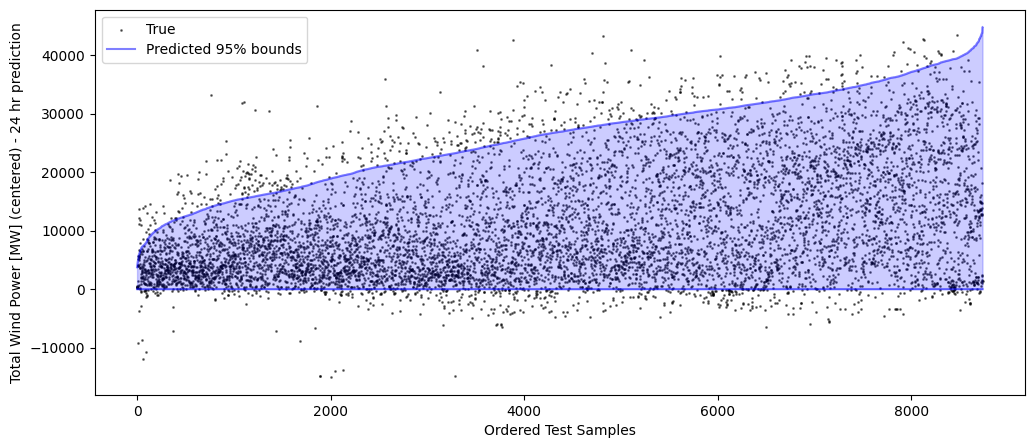 True
Predicted 95% bounds
Total Wind Power [MW] (centered) - 24 hr prediction
40000
30000
20000
10000
0
−10000
0
2000
4000
6000
8000
Ordered Test Samples